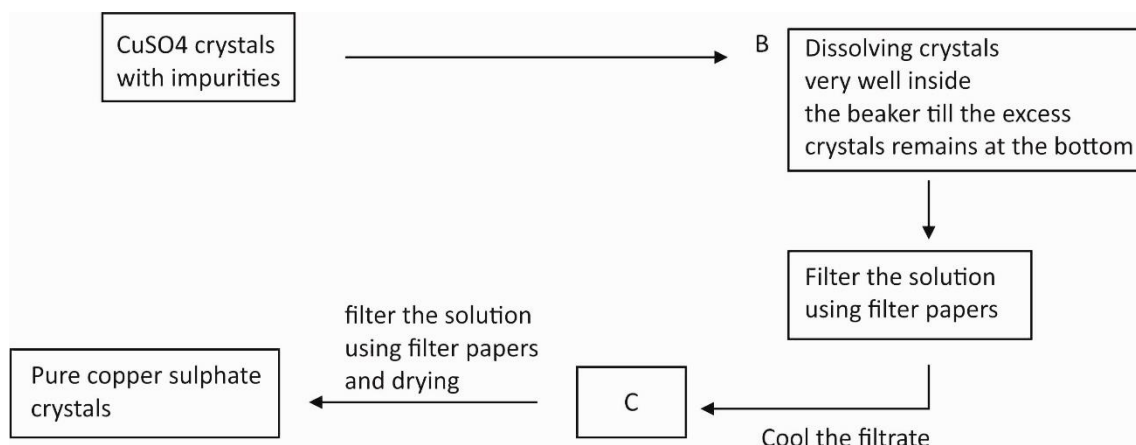 CuSO4 crystals
with impurities
B
Dissolving crystals
very well inside
the beaker till the excess
crystals remains at the bottom
Filter the solution
using filter papers
Cool the filtrate
C
filter the solution
using filter papers
and drying
Pure copper sulphate
crystals